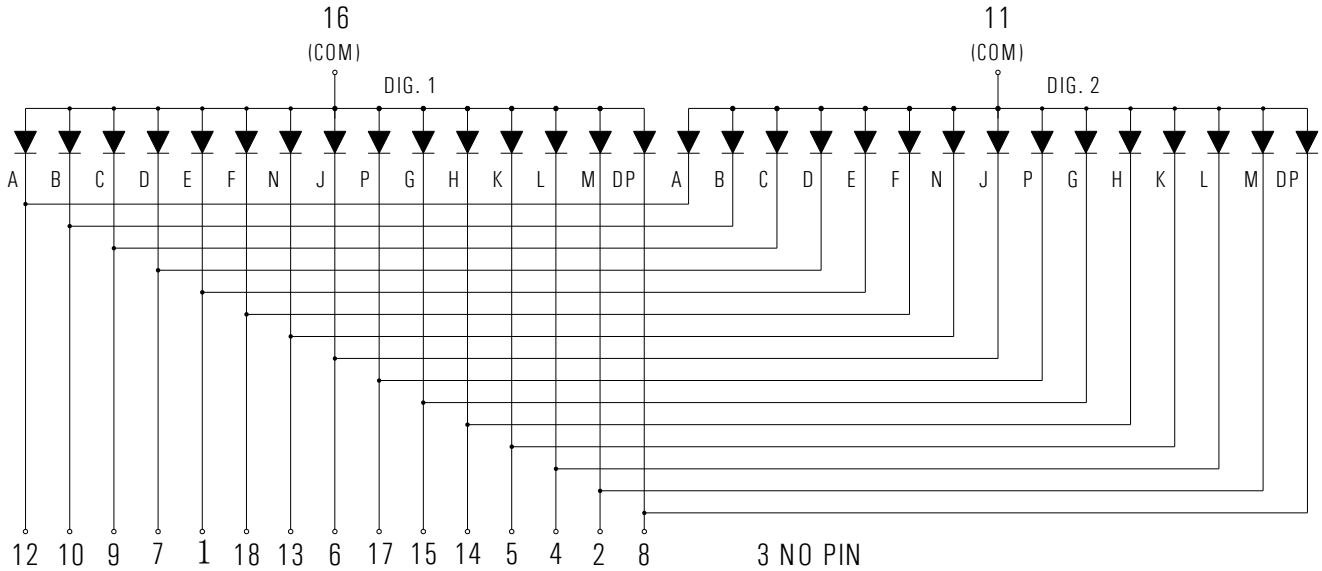 16 11
(COM) (COM)
DIG. 1 DIG. 2
A B C D E F N J P G H K L M DP A B C D E F N J P G H K L M DP
12 10 9 7 1 18 13 6 17 15 14 5 4 2 8 3 NO PIN